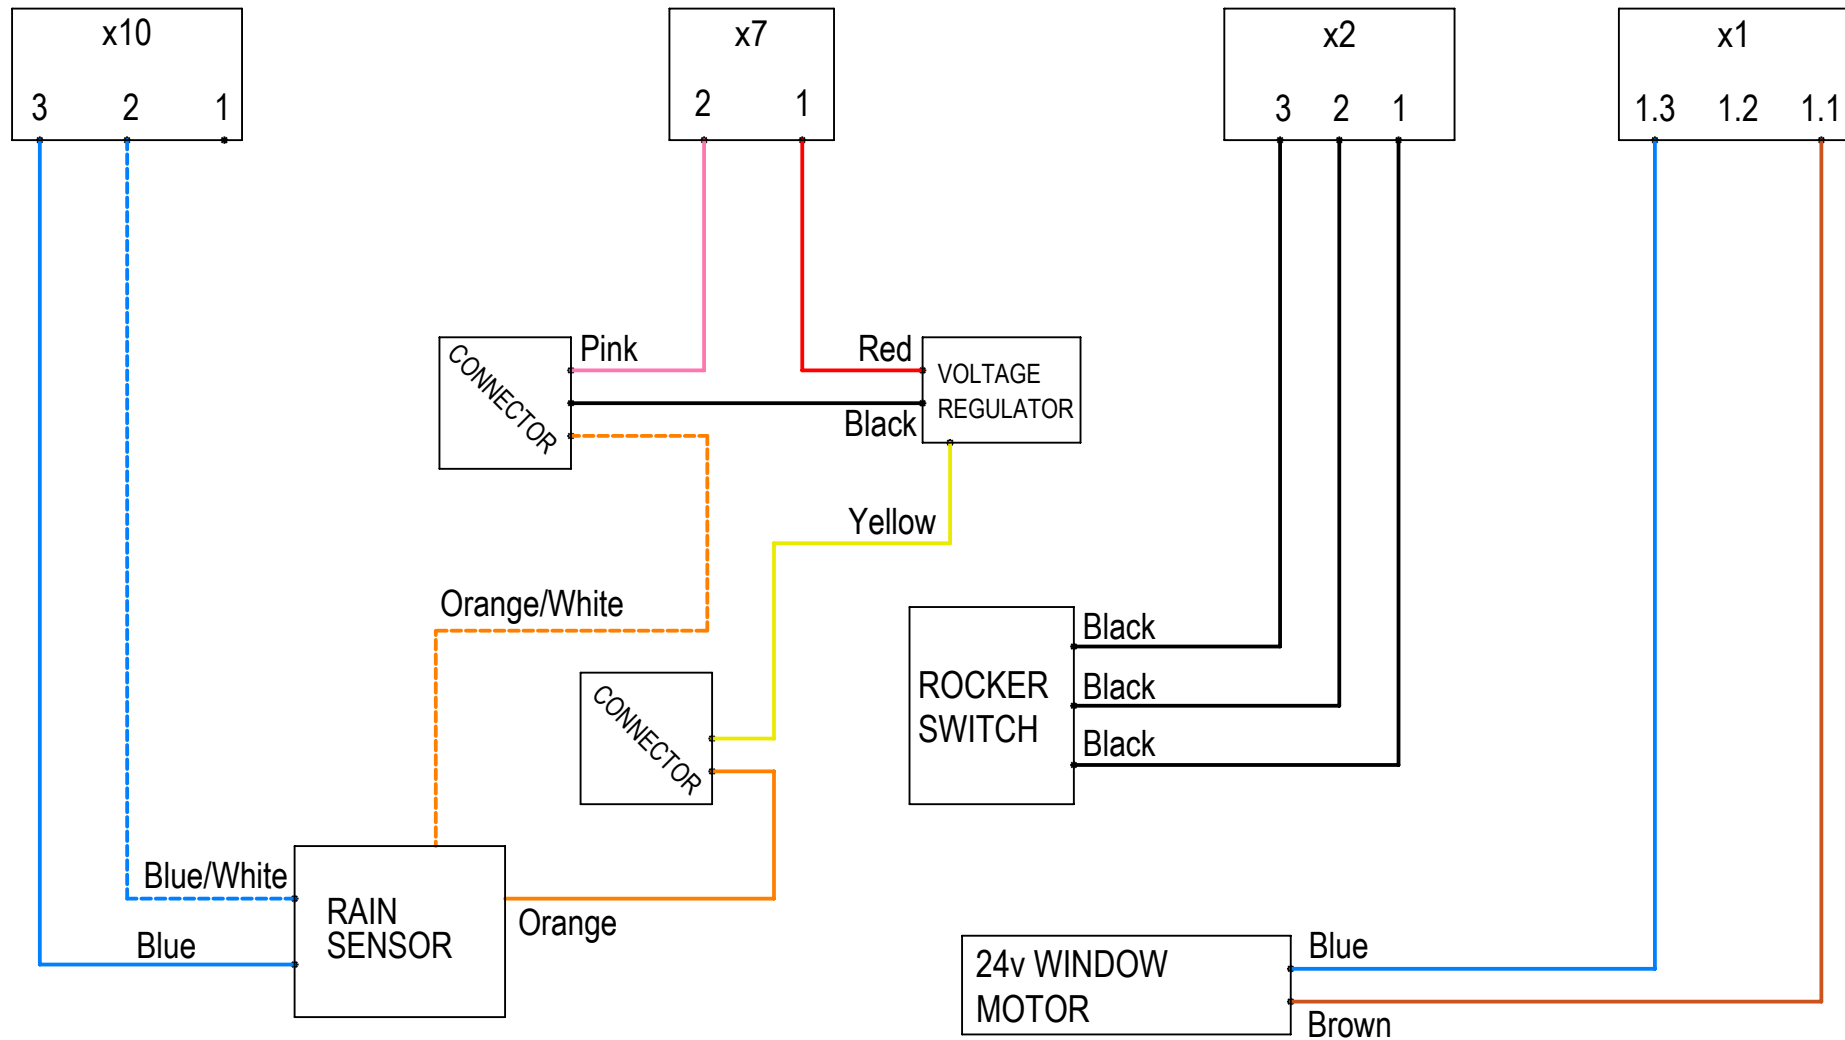 x10
x7
x2
x1
3 2 1
2 1
3 2 1
1.3 1.2 1.1
Pink
Red
CONNECTOR
VOLTAGE
REGULATOR
Black
Yellow
Orange/White
Black
ROCKER
SWITCH
Black
Black
CONNECTOR
Blue/White
RAIN
SENSOR
Orange
Blue
24v WINDOW
MOTOR
Blue
Brown